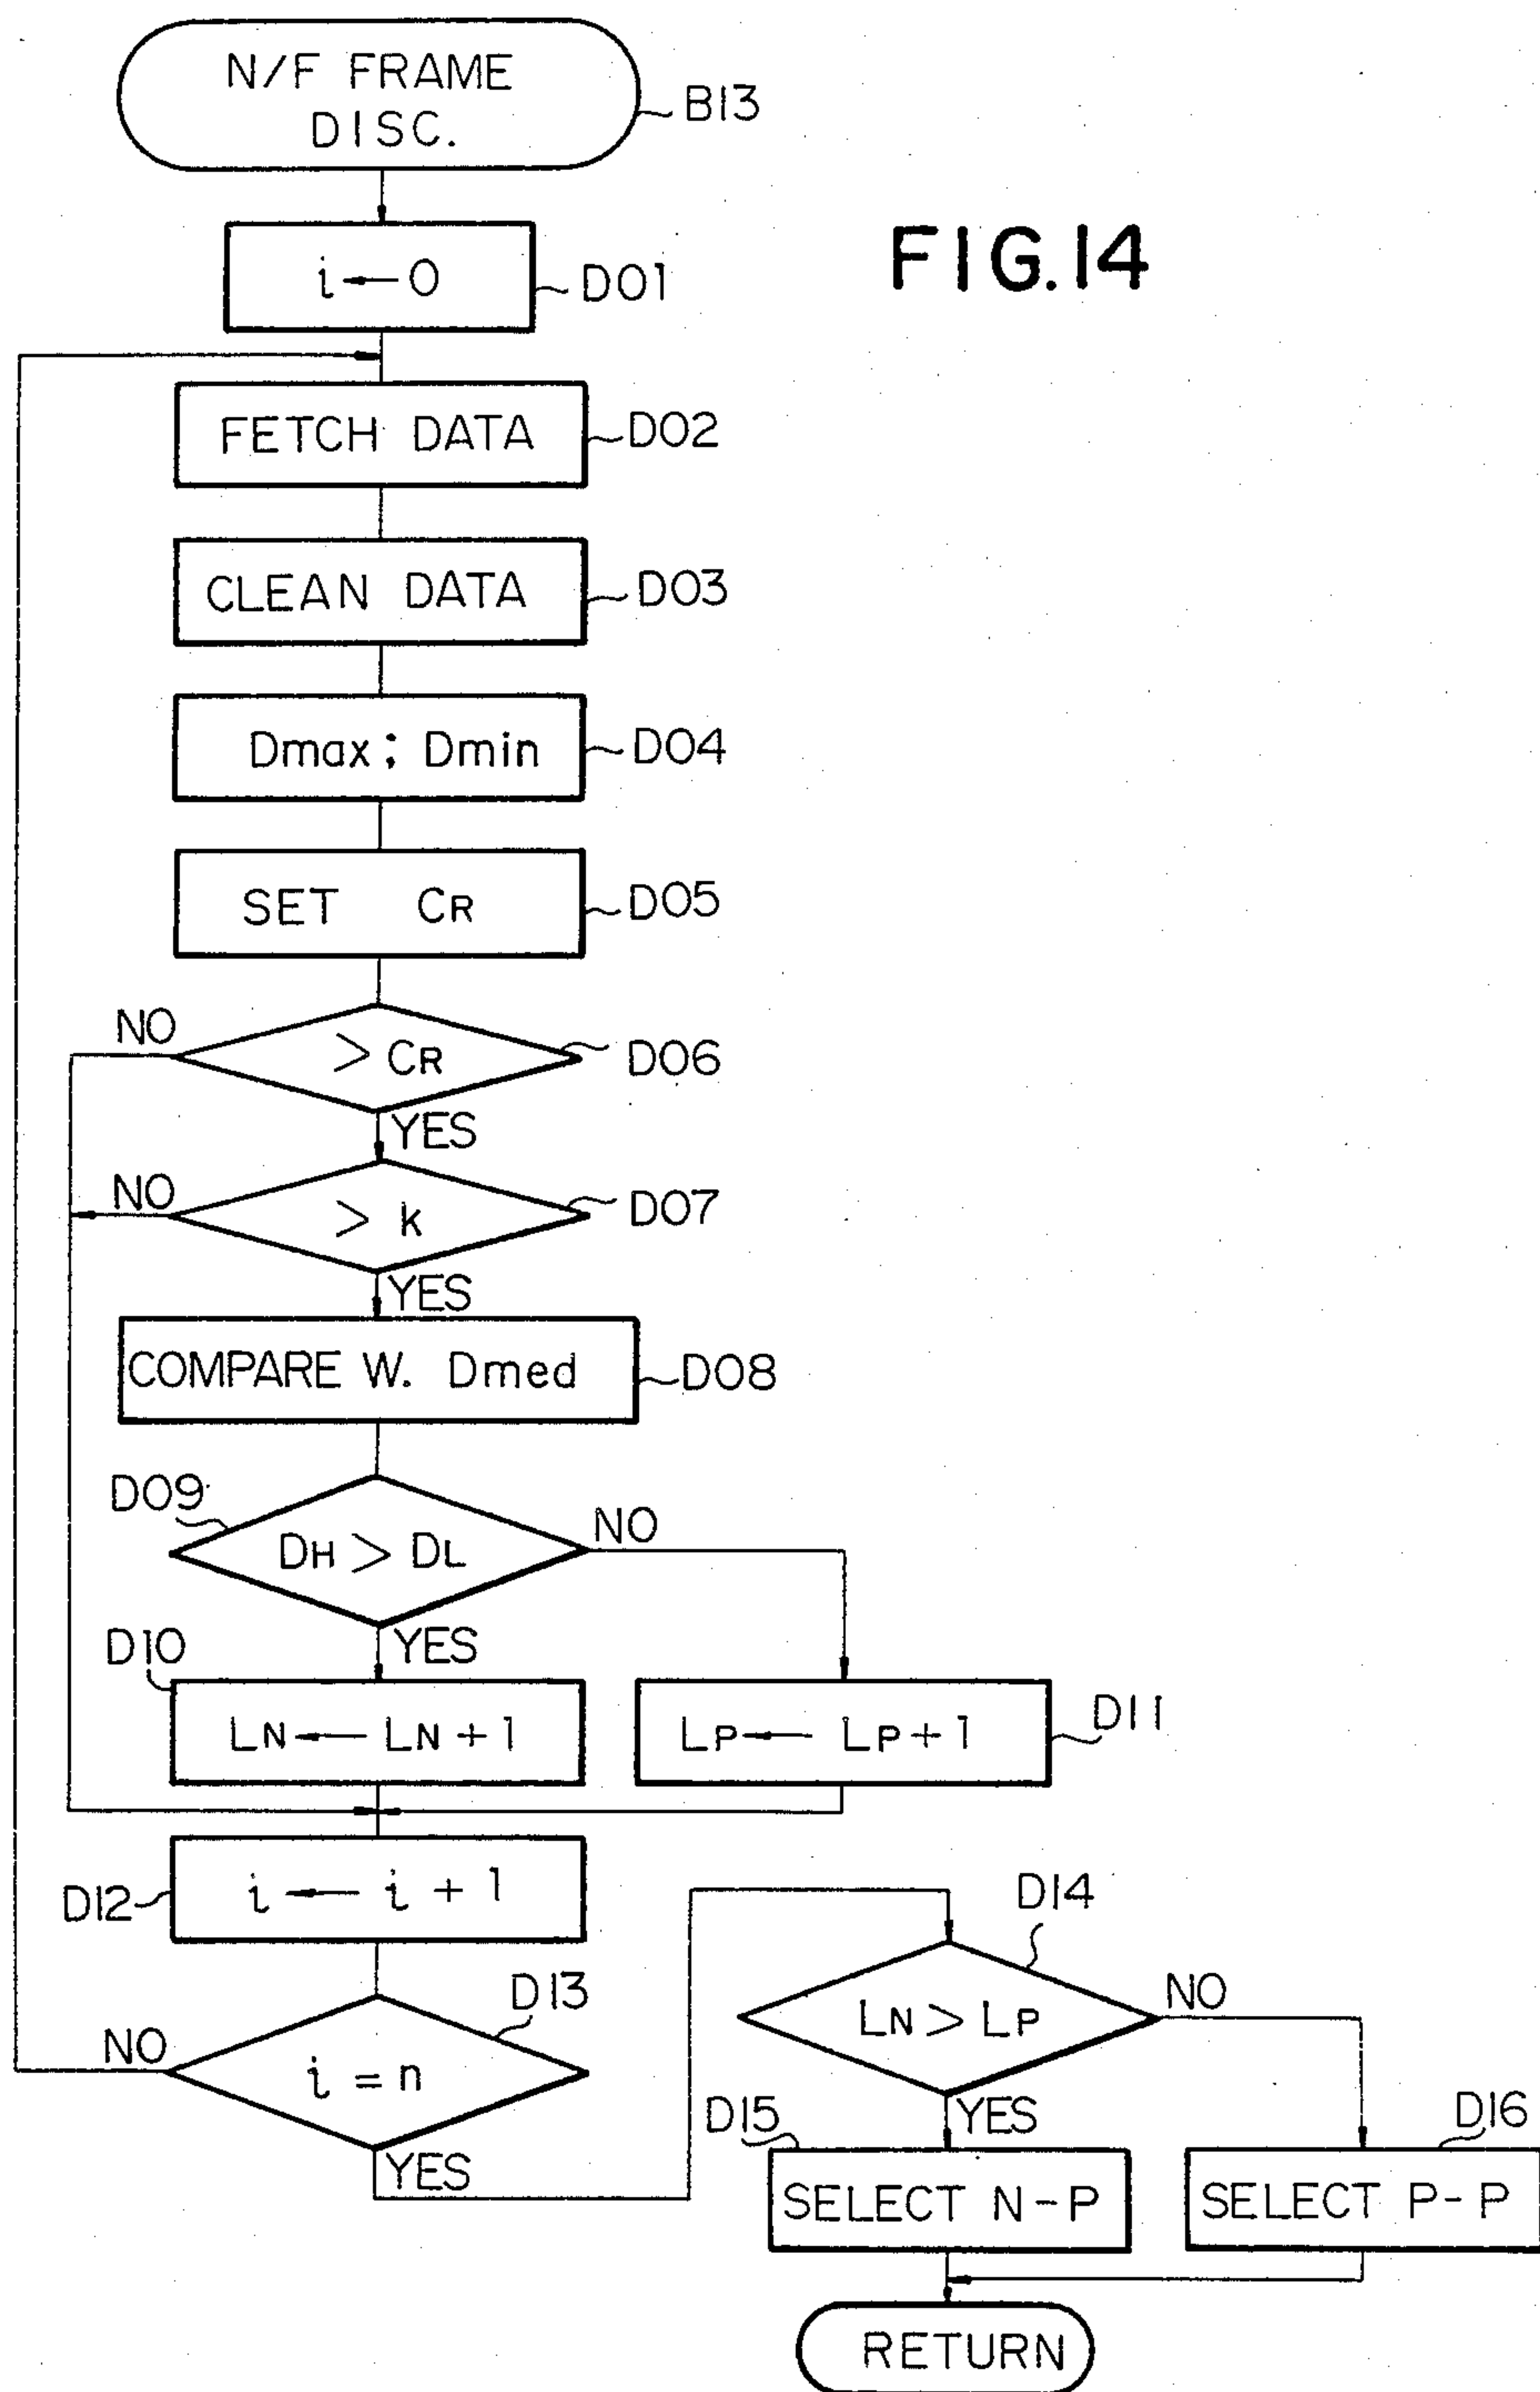 N/F FRAME
DISC.
B13
FIG.14
i ← 0
D01
FETCH DATA
D02
CLEAN DATA
D03
Dmax; Dmin
D04
SET CR
D05
NO
> CR
D06
YES
NO
> k
D07
YES
COMPARE W. Dmed
D08
D09
DH > DL
NO
YES
D10
LN ← LN + 1
LP ← LP + 1
D11
D12
i ← i + 1
D13
NO
i = n
YES
D14
LN > LP
NO
YES
D15
SELECT N-P
D16
SELECT P-P
RETURN